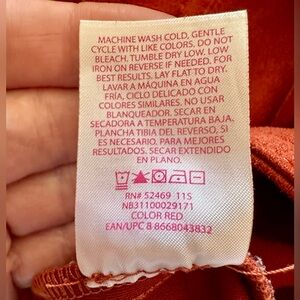 MACHINE WASH COLD, GENTLE
CYCLE WITH LIKE COLORS. DO NOT
BLEACH. TUMBLE DRY LOW. LOW
IRON ON REVERSE IF NEEDED. FOR
BEST RESULTS. LAY FLAT TO DRY.
LAVAR A MÁQUINA EN AGUA
FRÍA, CICLO DELICADO CON
COLORES SIMILARES. NO USAR
BLANQUEADOR. SECAR EN
SECADORA A TEMPERATURA BAJA.
PLANCHA TIBIA DEL REVERSO, SI
ES NECESARIO. PARA MEJORES
RESULTADOS. SECAR EXTENDIDO
EN PLANO.
RN# 52469 11S
NB31100029171
COLOR RED
EAN/UPC 8 8668043832